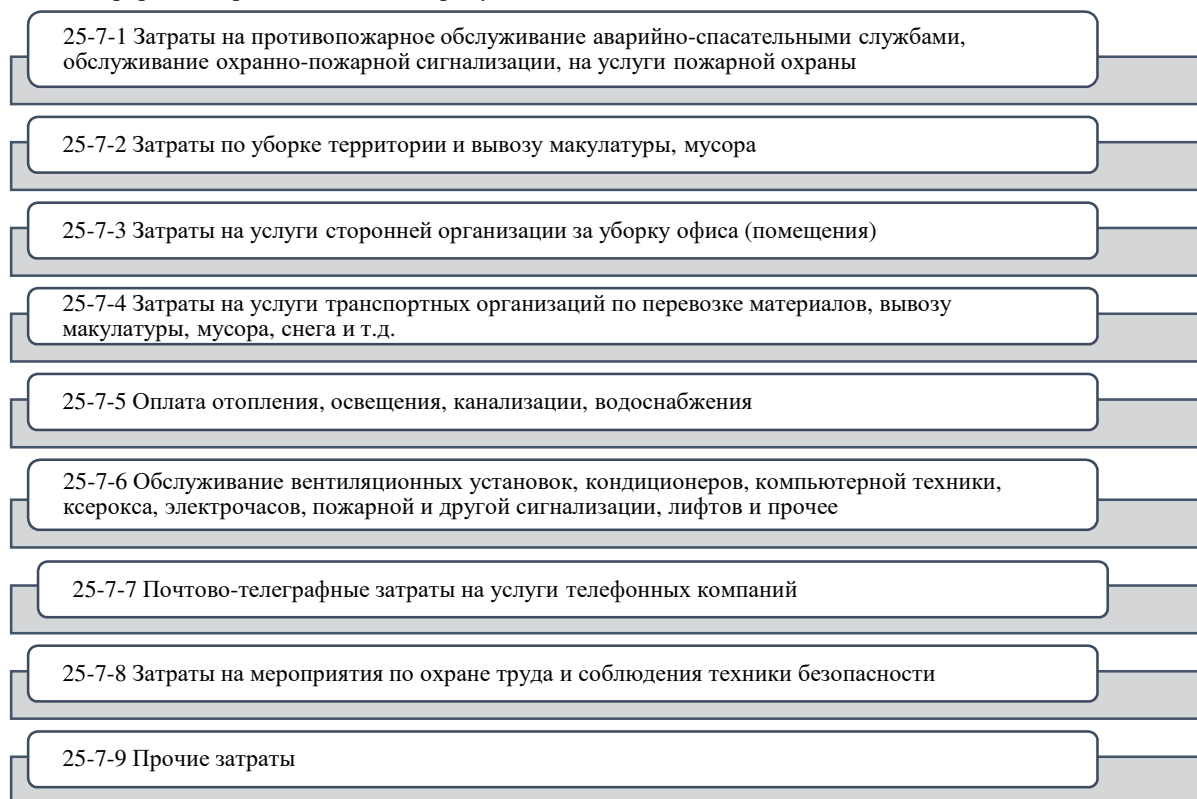 25-7-1 Затраты на противопожарное обслуживание аварийно-спасательными службами,
обслуживание охранно-пожарной сигнализации, на услуги пожарной охраны
25-7-2 Затраты по уборке территории и вывозу макулатуры, мусора
25-7-3 Затраты на услуги сторонней организации за уборку офиса (помещения)
25-7-4 Затраты на услуги транспортных организаций по перевозке материалов, вывозу
макулатуры, мусора, снега и т.д.
25-7-5 Оплата отопления, освещения, канализации, водоснабжения
25-7-6 Обслуживание вентиляционных установок, кондиционеров, компьютерной техники,
ксерокса, электрочасов, пожарной и другой сигнализации, лифтов и прочее
25-7-7 Почтово-телеграфные затраты на услуги телефонных компаний
25-7-8 Затраты на мероприятия по охране труда и соблюдения техники безопасности
25-7-9 Прочие затраты